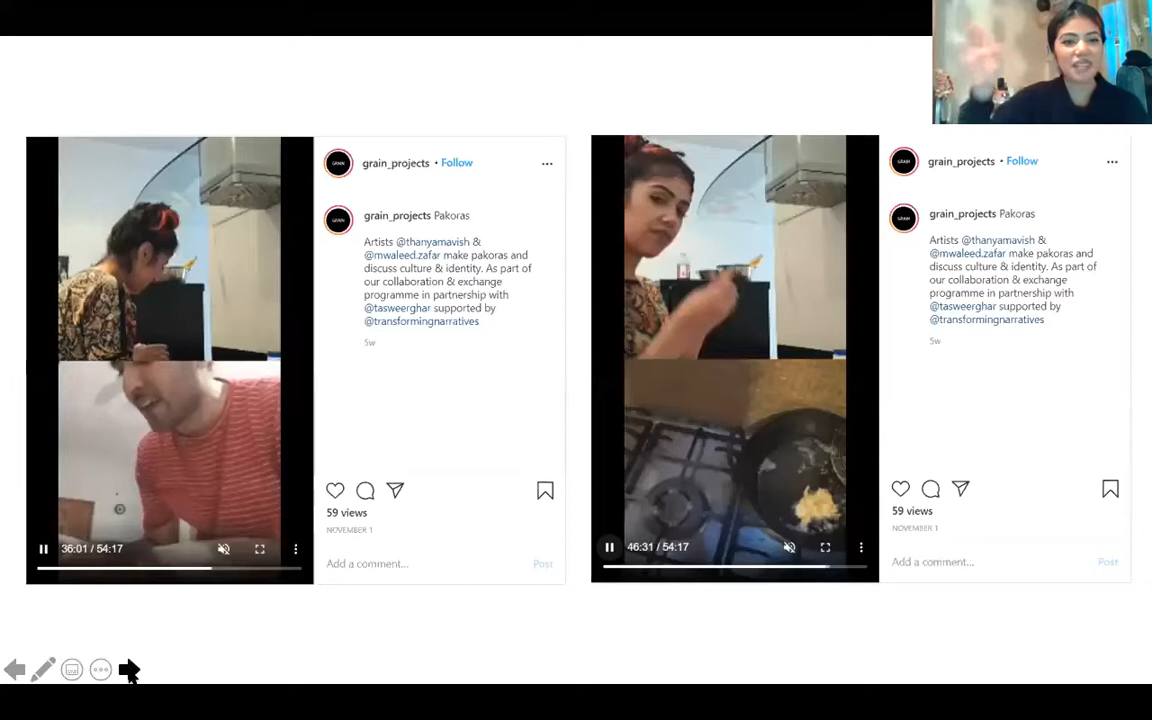 grain_projects • Follow
grain_projects Pakoras
Artists @thanyamavish &
@mwaleed.zafar make pakoras and
discuss culture & identity. As part of
our collaboration & exchange
programme in partnership with
@tasweerghar supported by
@transformingnarratives
5w
59 views
NOVEMBER 1
36:01 / 54:17
Add a comment...
Post
grain_projects • Follow
grain_projects Pakoras
Artists @thanyamavish &
@mwaleed.zafar make pakoras and
discuss culture & identity. As part of
our collaboration & exchange
programme in partnership with
@tasweerghar supported by
@transformingnarratives
5w
59 views
NOVEMBER 1
46:31 / 54:17
Add a comment...
Post